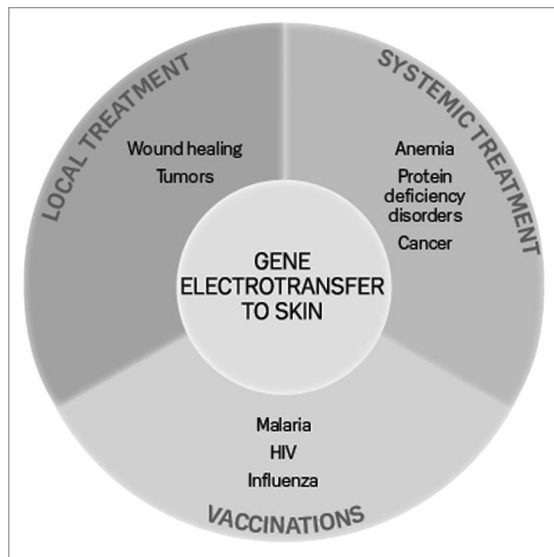 LOCAL TREATMENT
Wound healing
Tumors
SYSTEMIC TREATMENT
Anemia
Protein
deficiency
disorders
Cancer
GENE
ELECTROTRANSFER
TO SKIN
Malaria
HIV
Influenza
VACCINATIONS